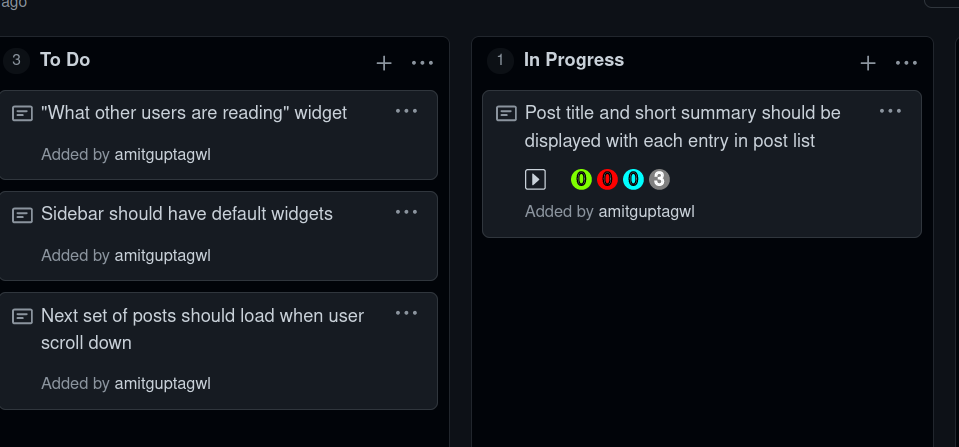 ago
3 To Do
"What other users are reading" widget
Added by amitguptagwl
Sidebar should have default widgets
Added by amitguptagwl
Next set of posts should load when user
scroll down
Added by amitguptagwl
1 In Progress
Post title and short summary should be
displayed with each entry in post list
0 0 0 3
Added by amitguptagwl